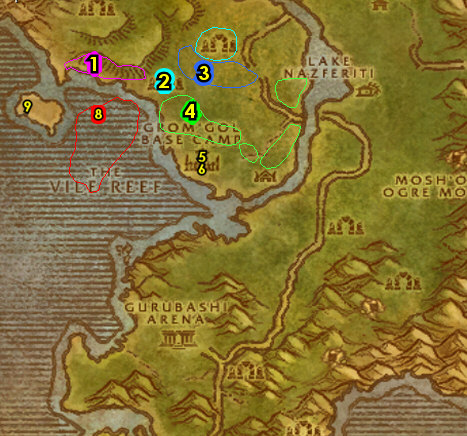 1
2
3
LAKE
NAZFERITI
4
8
9
GROM'GOL
BASE CAMP
5
6
THE
VILE REEF
MOSH'O
OGRE MO
GURUBASHI
ARENA